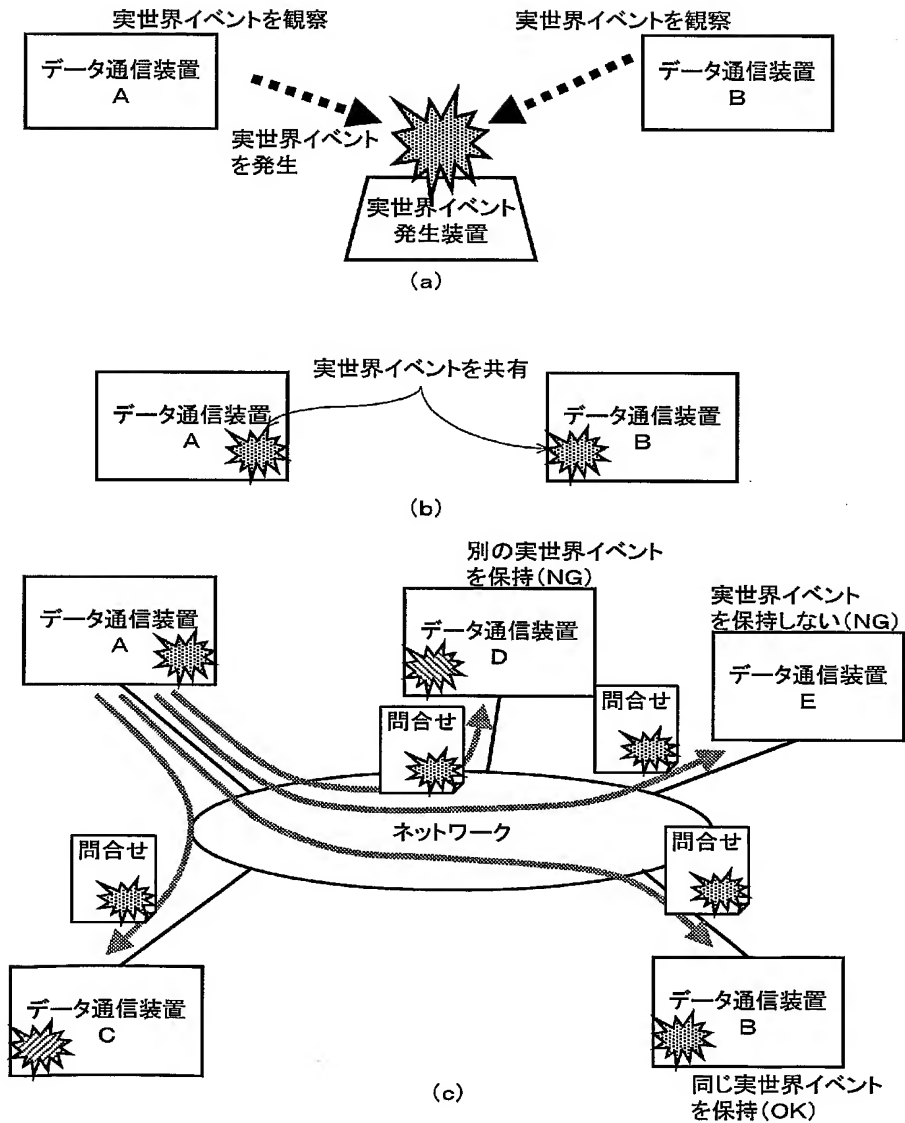 実世界イベントを観察
実世界イベントを観察
データ通信装置
A
データ通信装置
B
実世界イベント
を発生
実世界イベント
発生装置
(a)
実世界イベントを共有
データ通信装置
A
データ通信装置
B
(b)
別の実世界イベント
を保持(NG)
実世界イベント
を保持しない(NG)
データ通信装置
A
データ通信装置
D
データ通信装置
E
問合せ
問合せ
ネットワーク
問合せ
問合せ
データ通信装置
C
データ通信装置
B
同じ実世界イベント
を保持(OK)
(c)